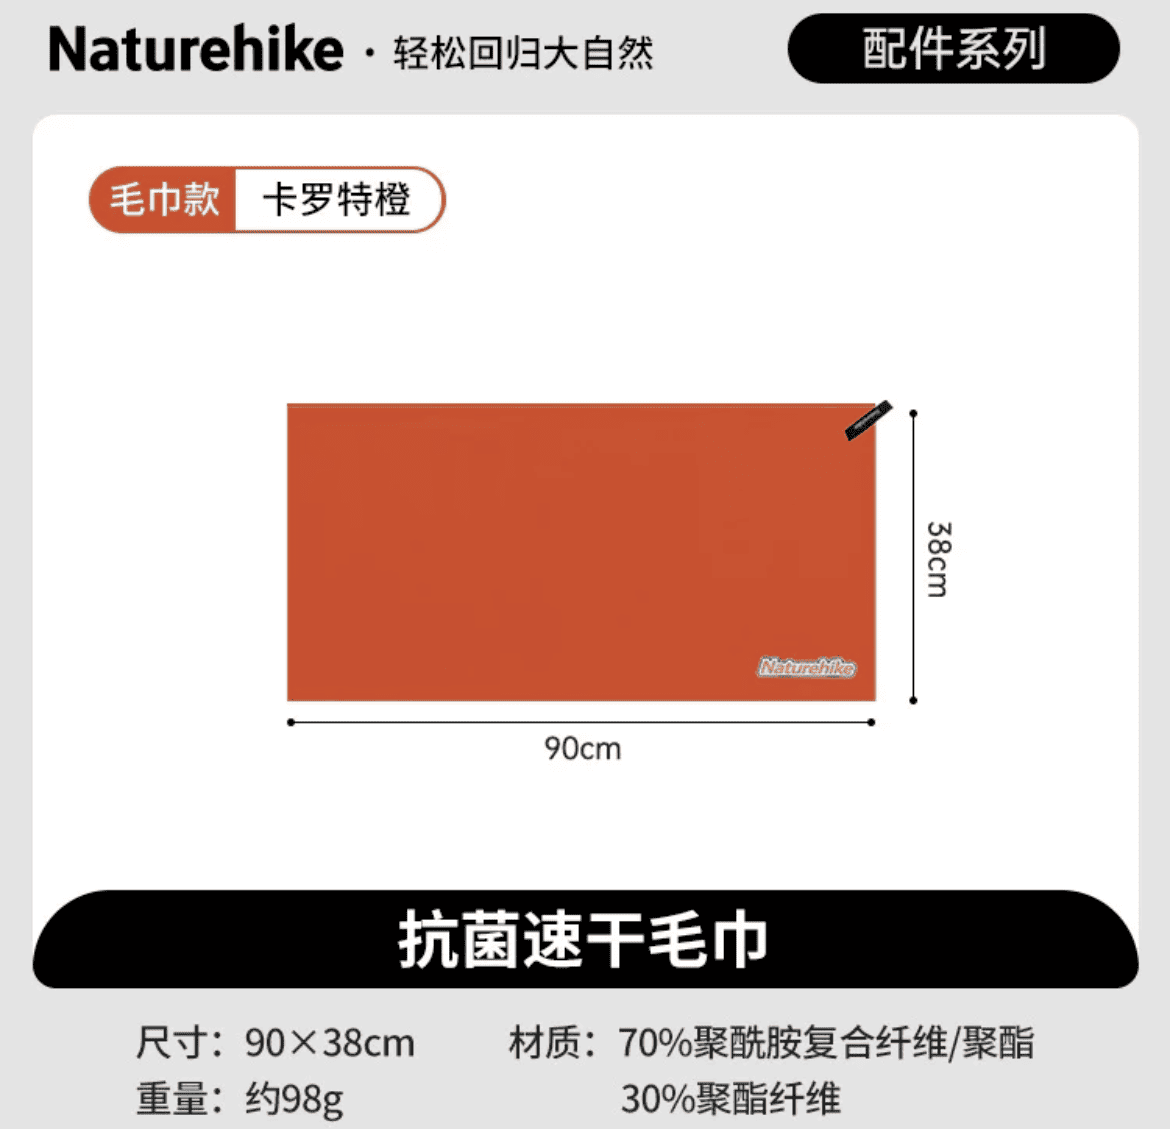 Naturehike · 轻松回归大自然
配件系列
毛巾款 卡罗特橙
38cm
Naturehike
90cm
抗菌速干毛巾
尺寸：90×38cm
材质：70%聚酰胺复合纤维/聚酯
重量：约98g
30%聚酯纤维